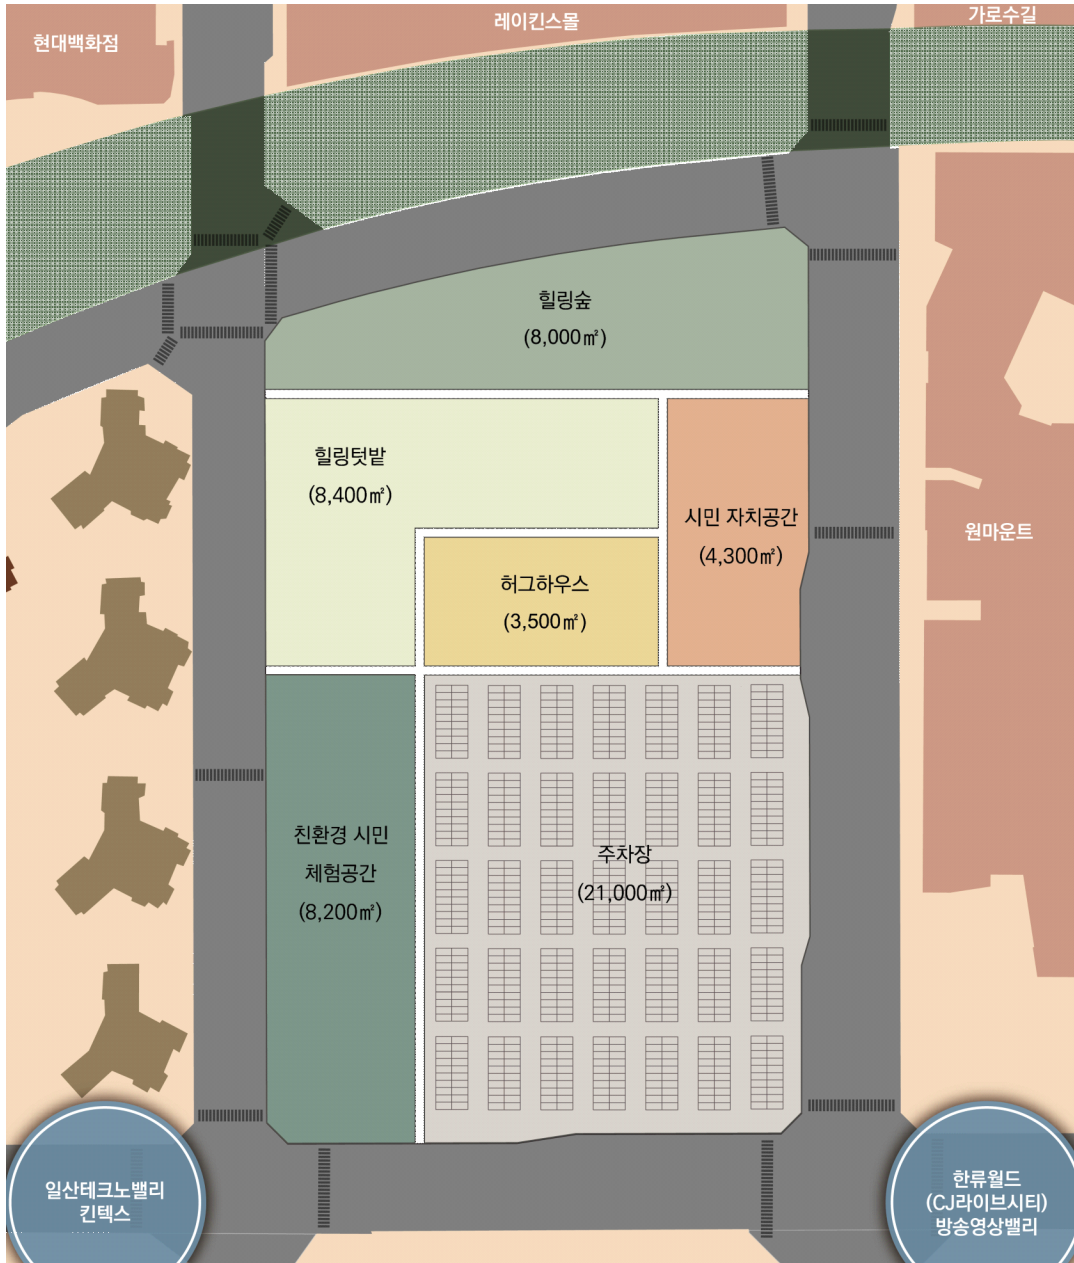 현대백화점
레이킨스몰
가로수길
힐링숲
(8,000㎡)
힐링텃밭
(8,400㎡)
시민 자치공간
(4,300㎡)
허그하우스
(3,500㎡)
원마운트
친환경 시민
체험공간
(8,200㎡)
주차장
(21,000㎡)
일산테크노밸리
킨텍스
한류월드
(CJ라이브시티)
방송영상밸리